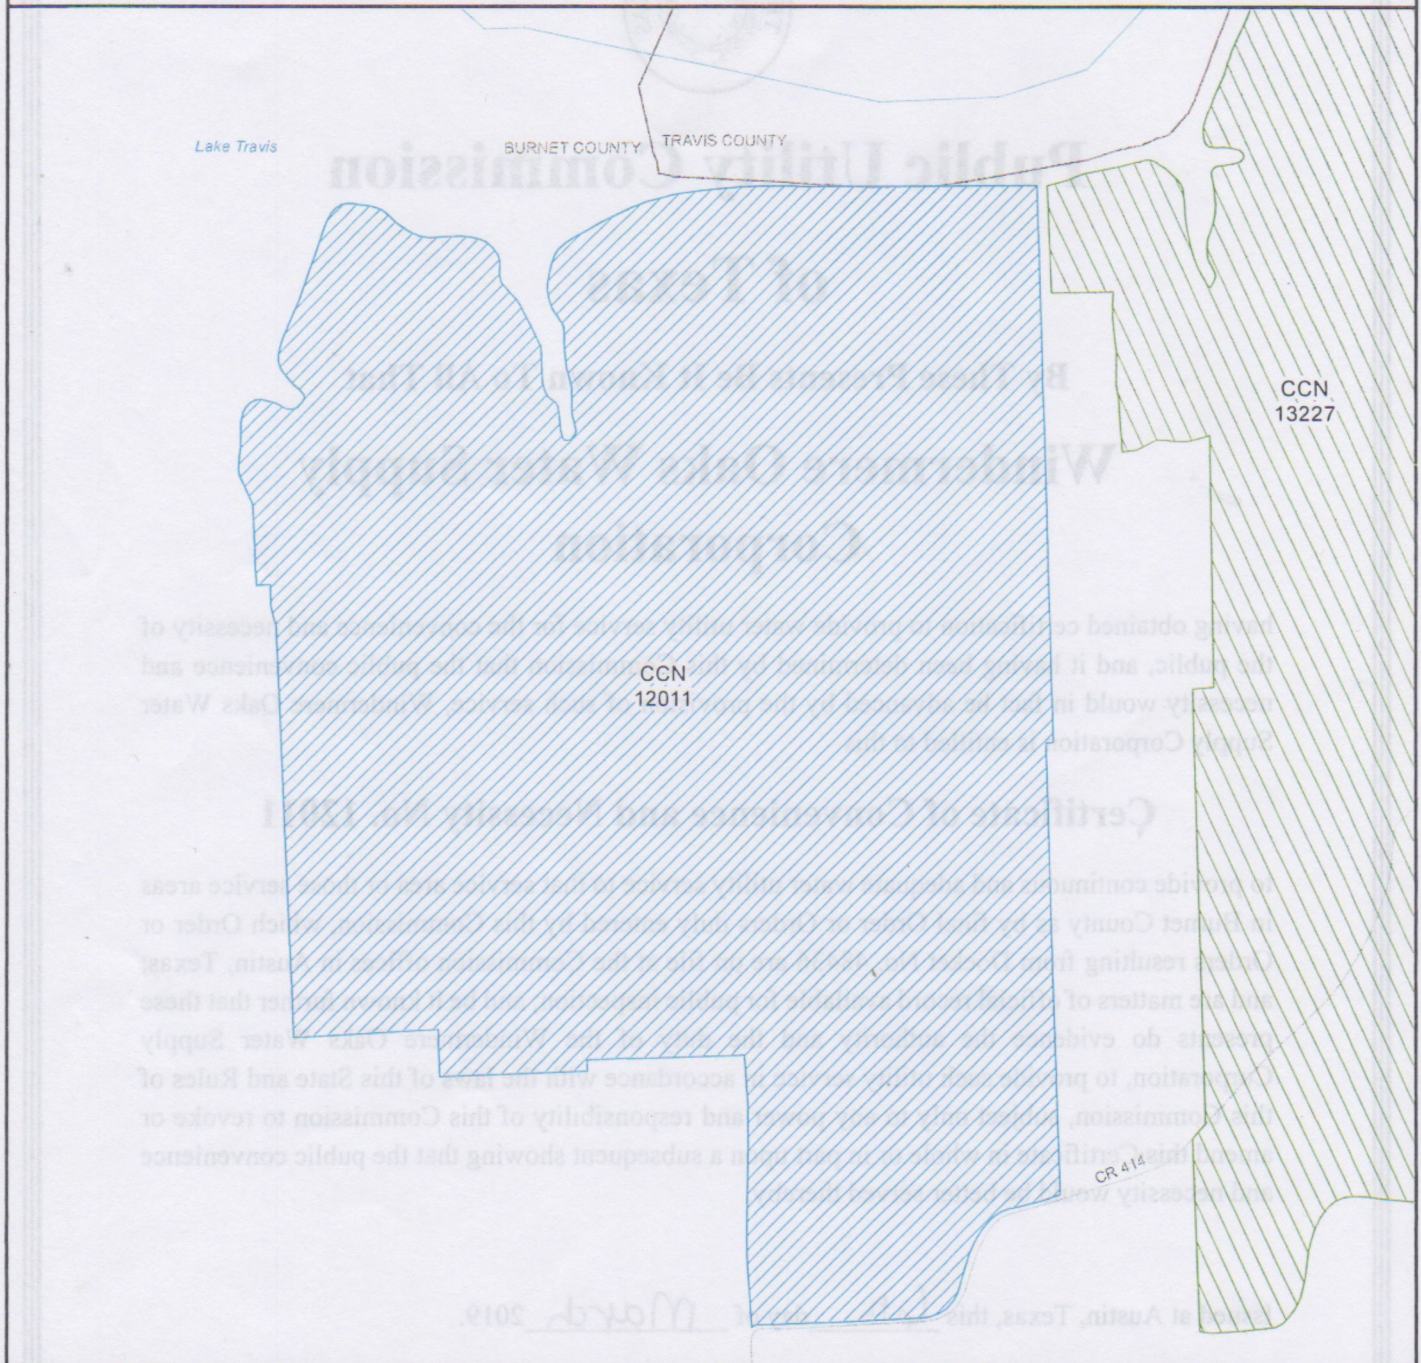 Lake Travis
BURNET COUNTY
TRAVIS COUNTY
CCN
13227
CCN
12011
CR 414
Public Utility Commission
of Texas
By These Presents Be It Known To All That
Windermere Oaks Water Supply
Corporation
having obtained certification to provide water utility service for the convenience and necessity of
the public, and it having been determined by this Commission that the public convenience and
necessity would in fact be advanced by the provision of such service, Windermere Oaks Water
Supply Corporation is entitled to this
Certificate of Convenience and Necessity No. 12011
to provide continuous and adequate water utility service to that service area or those service areas
in Burnet County as by final Order or Orders duly entered by this Commission, which Order or
Orders resulting from Docket No. are on file at the Commission offices in Austin, Texas;
and are matters of official record available for public inspection; and be it known further that these
presents do evidence the authority and the duty of the Windermere Oaks Water Supply
Corporation, to provide such utility service in accordance with the laws of this State and Rules of
this Commission, subject only to any power and responsibility of this Commission to revoke or
amend this Certificate in whole or in part upon a subsequent showing that the public convenience
and necessity would be better served thereby.
Issued at Austin, Texas, this day of March 2019.